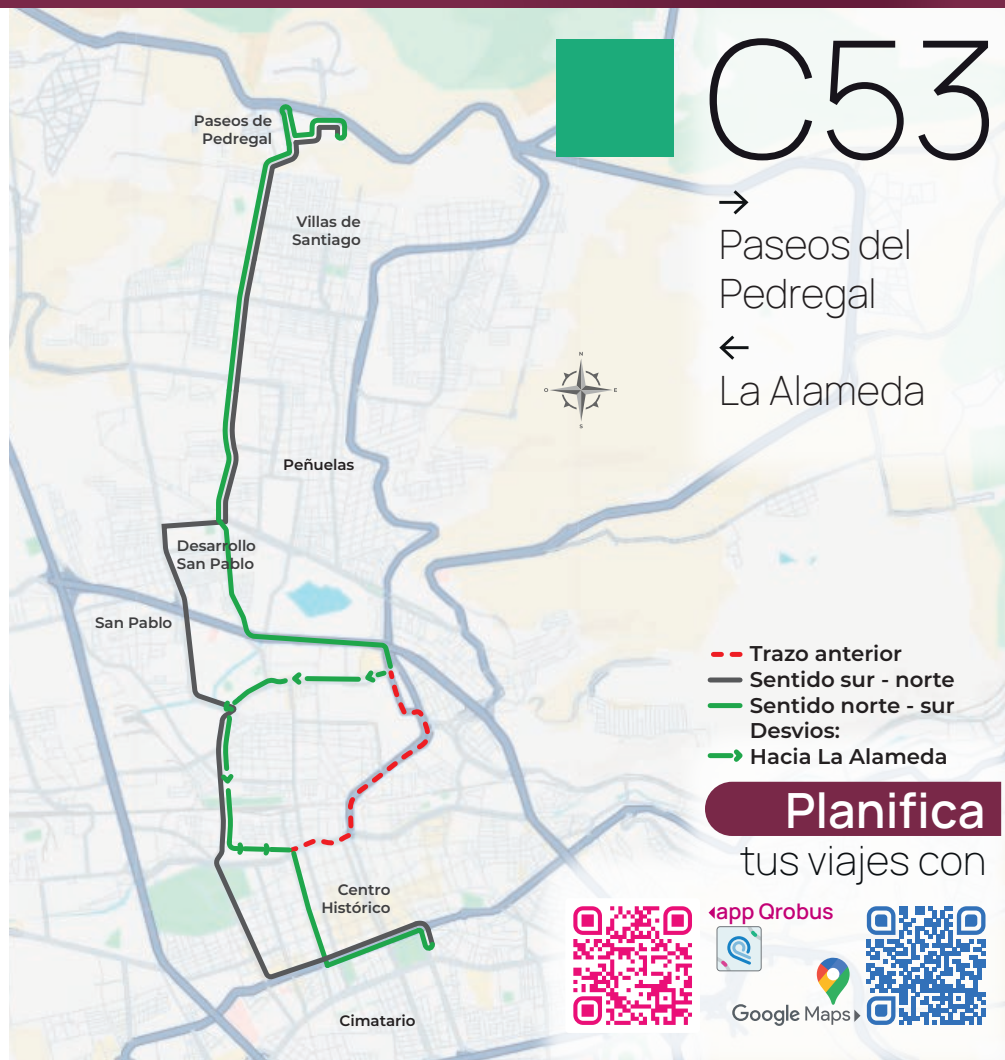 C53
→
Paseos del
Pedregal
←
La Alameda
Paseos de
Pedregal
Villas de
Santiago
N
O
E
S
Peñuelas
Desarrollo
San Pablo
San Pablo
Centro
Histórico
Cimatario
Trazo anterior
Sentido sur - norte
Sentido norte - sur
Desvios:
Hacia La Alameda
Planifica
tus viajes con
app Qrobus
Google Maps